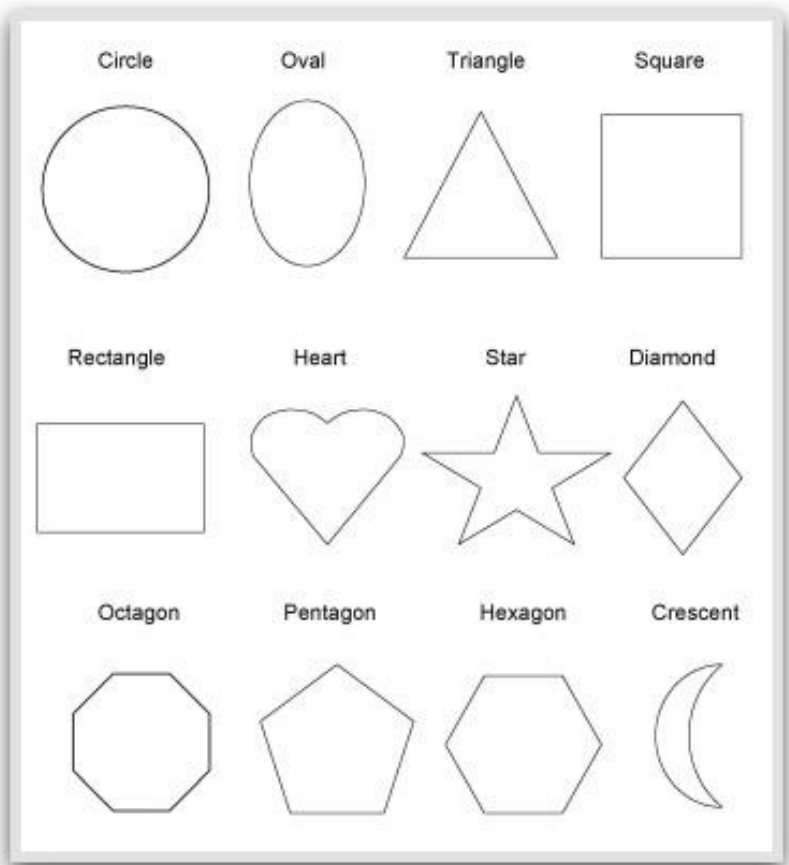 Circle Oval Triangle Square
Rectangle Heart Star Diamond
Octagon Pentagon Hexagon Crescent